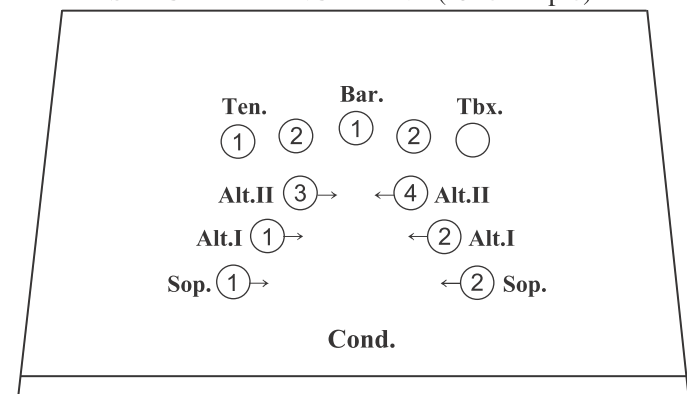 Bar.
Ten. Tbx.
1 2 1 2
Alt.II 3 4 Alt.II
Alt.I 1 2 Alt.I
Sop. 1 2 Sop.
Cond.